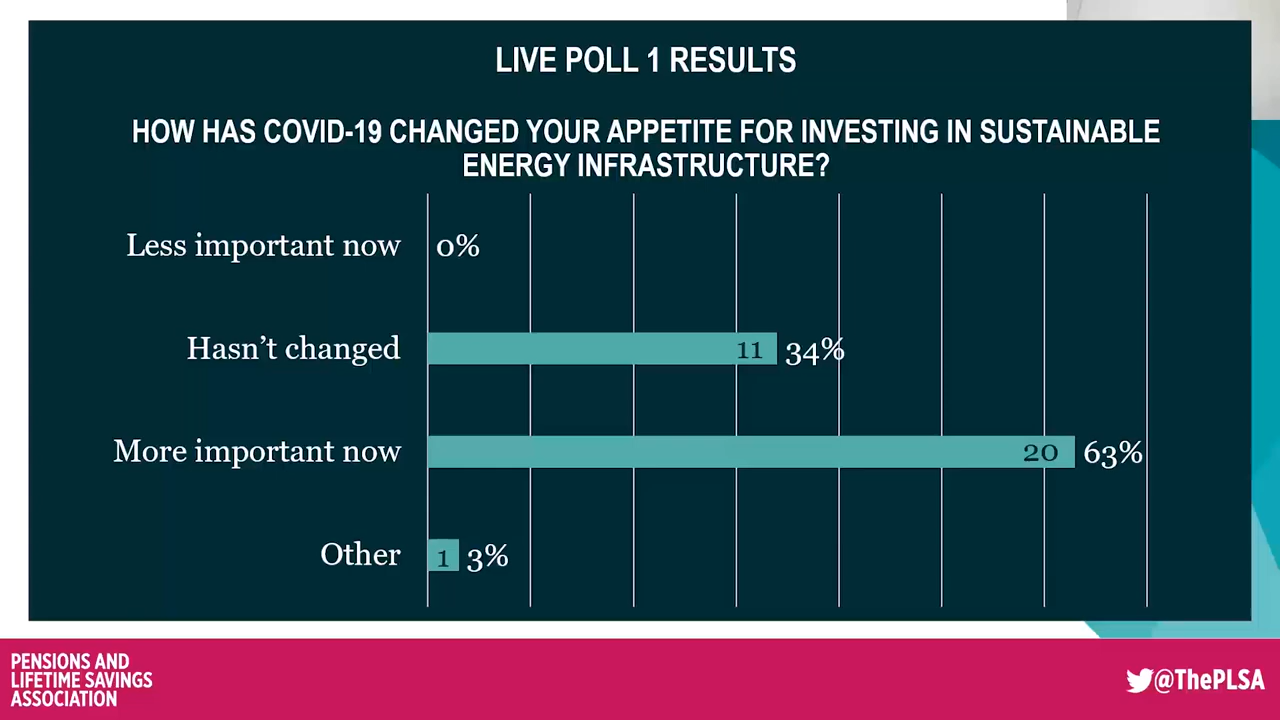 LIVE POLL 1 RESULTS
HOW HAS COVID-19 CHANGED YOUR APPETITE FOR INVESTING IN SUSTAINABLE
ENERGY INFRASTRUCTURE?
Less important now 0%
Hasn’t changed 11 34%
More important now 20 63%
Other 1 3%
PENSIONS AND
LIFETIME SAVINGS
ASSOCIATION
@ThePLSA